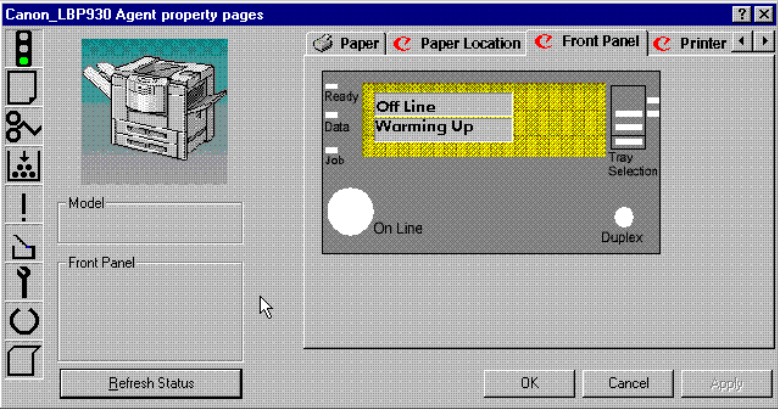 Canon_LBP930 Agent property pages
Paper Paper Location Front Panel Printer
Ready
Off Line
Data
Warming Up
Job
Tray
Selection
On Line
Duplex
Model
Front Panel
Refresh Status
OK Cancel Apply